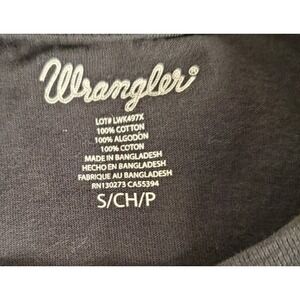 Wrangler®
LOT# LWK497X
100% COTTON
100% ALGODON
100% COTON
MADE IN BANGLADESH
HECHO EN BANGLADESH
FABRIQUE AU BANGLADESH
RN130273 CA55394
S/CH/P